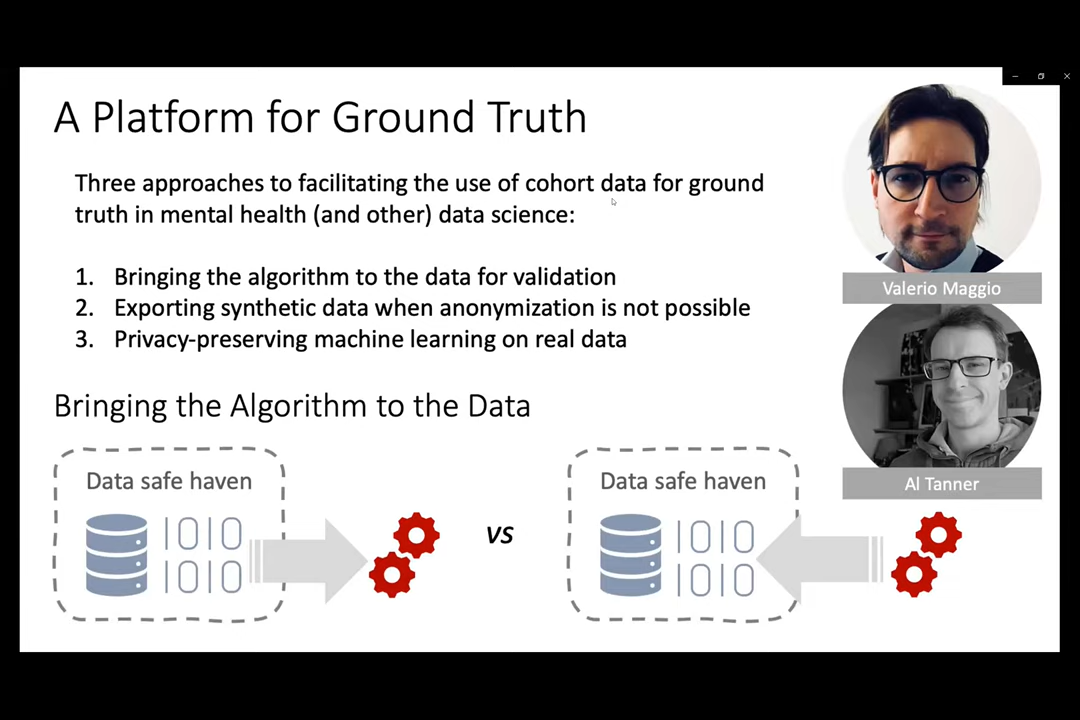 A Platform for Ground Truth
Three approaches to facilitating the use of cohort data for ground
truth in mental health (and other) data science:
1. Bringing the algorithm to the data for validation
2. Exporting synthetic data when anonymization is not possible
3. Privacy-preserving machine learning on real data
Valerio Maggio
Al Tanner
Bringing the Algorithm to the Data
Data safe haven
1010
1010
vs
Data safe haven
1010
1010